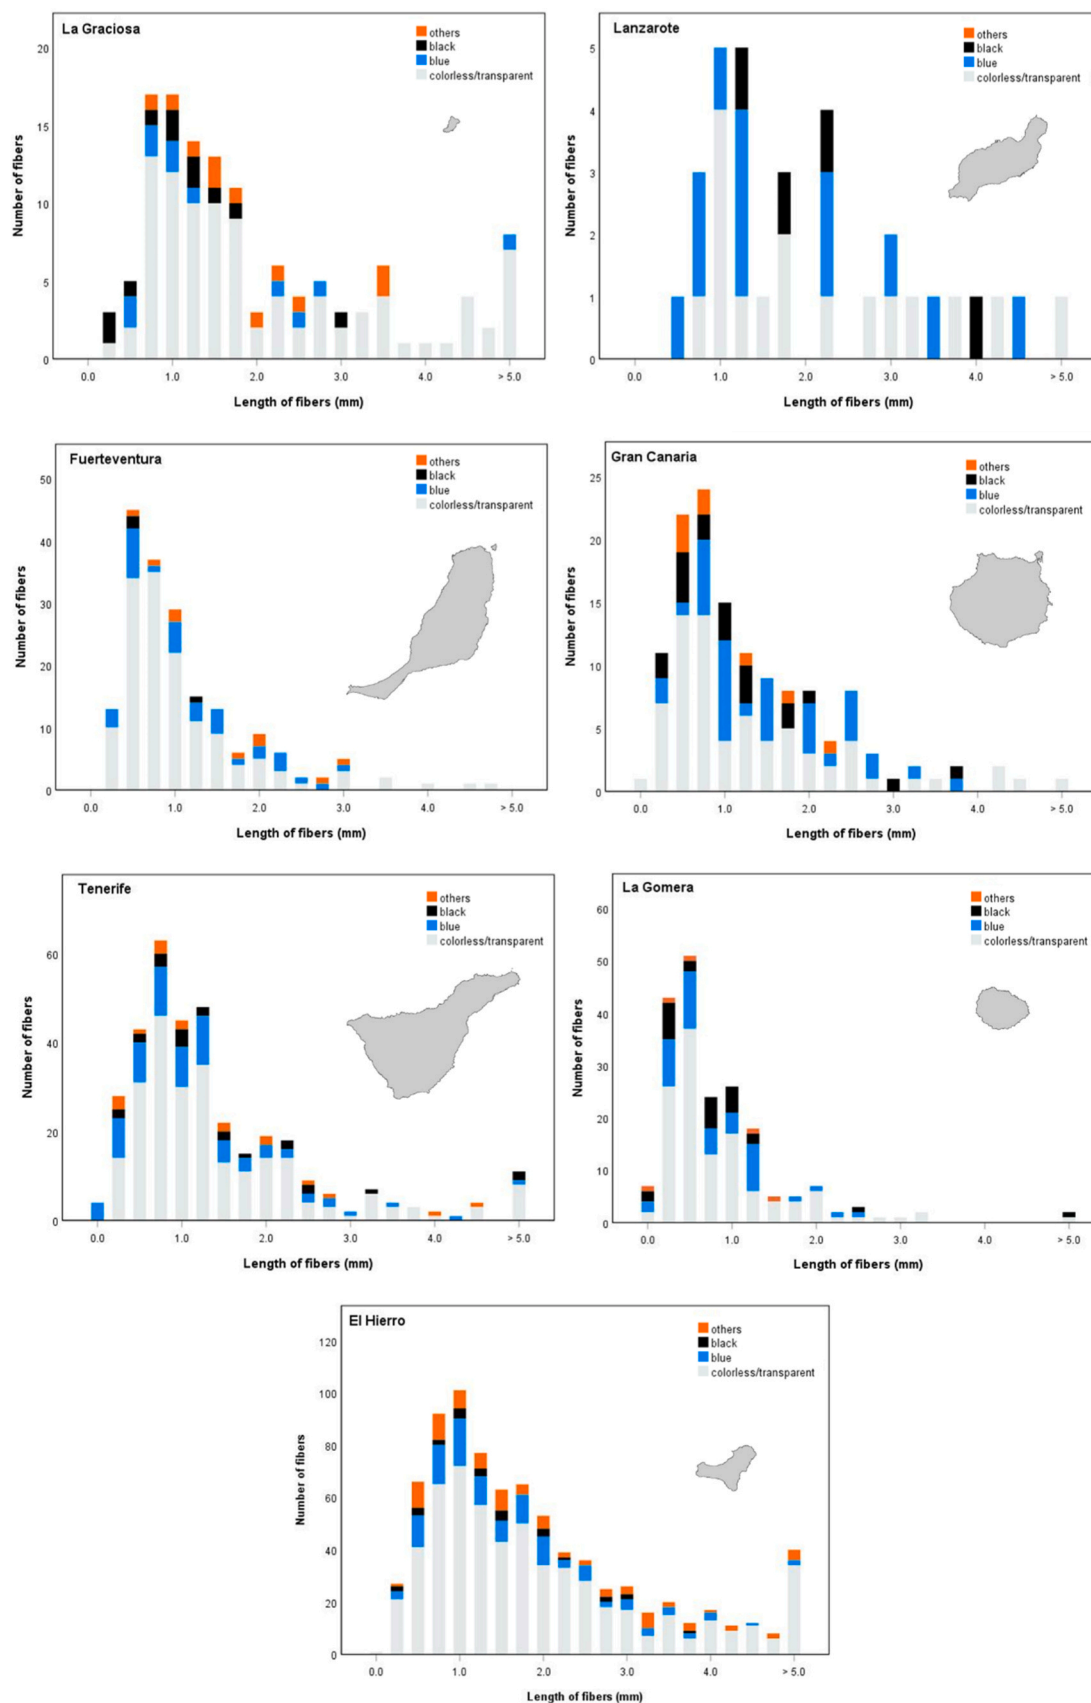 La Graciosa
others
black
blue
colorless/transparent
Number of fibers
20
15
10
5
0
0.0 1.0 2.0 3.0 4.0 > 5.0
Length of fibers (mm)
Lanzarote
others
black
blue
colorless/transparent
Number of fibers
5
4
3
2
1
0
0.0 1.0 2.0 3.0 4.0 > 5.0
Length of fibers (mm)
Fuerteventura
others
black
blue
colorless/transparent
Number of fibers
50
40
30
20
10
0
0.0 1.0 2.0 3.0 4.0 > 5.0
Length of fibers (mm)
Gran Canaria
others
black
blue
colorless/transparent
Number of fibers
25
20
15
10
5
0
0.0 1.0 2.0 3.0 4.0 > 5.0
Length of fibers (mm)
Tenerife
others
black
blue
colorless/transparent
Number of fibers
60
40
20
0
0.0 1.0 2.0 3.0 4.0 > 5.0
Length of fibers (mm)
La Gomera
others
black
blue
colorless/transparent
Number of fibers
60
50
40
30
20
10
0
0.0 1.0 2.0 3.0 4.0 > 5.0
Length of fibers (mm)
El Hierro
others
black
blue
colorless/transparent
Number of fibers
120
100
80
60
40
20
0
0.0 1.0 2.0 3.0 4.0 > 5.0
Length of fibers (mm)